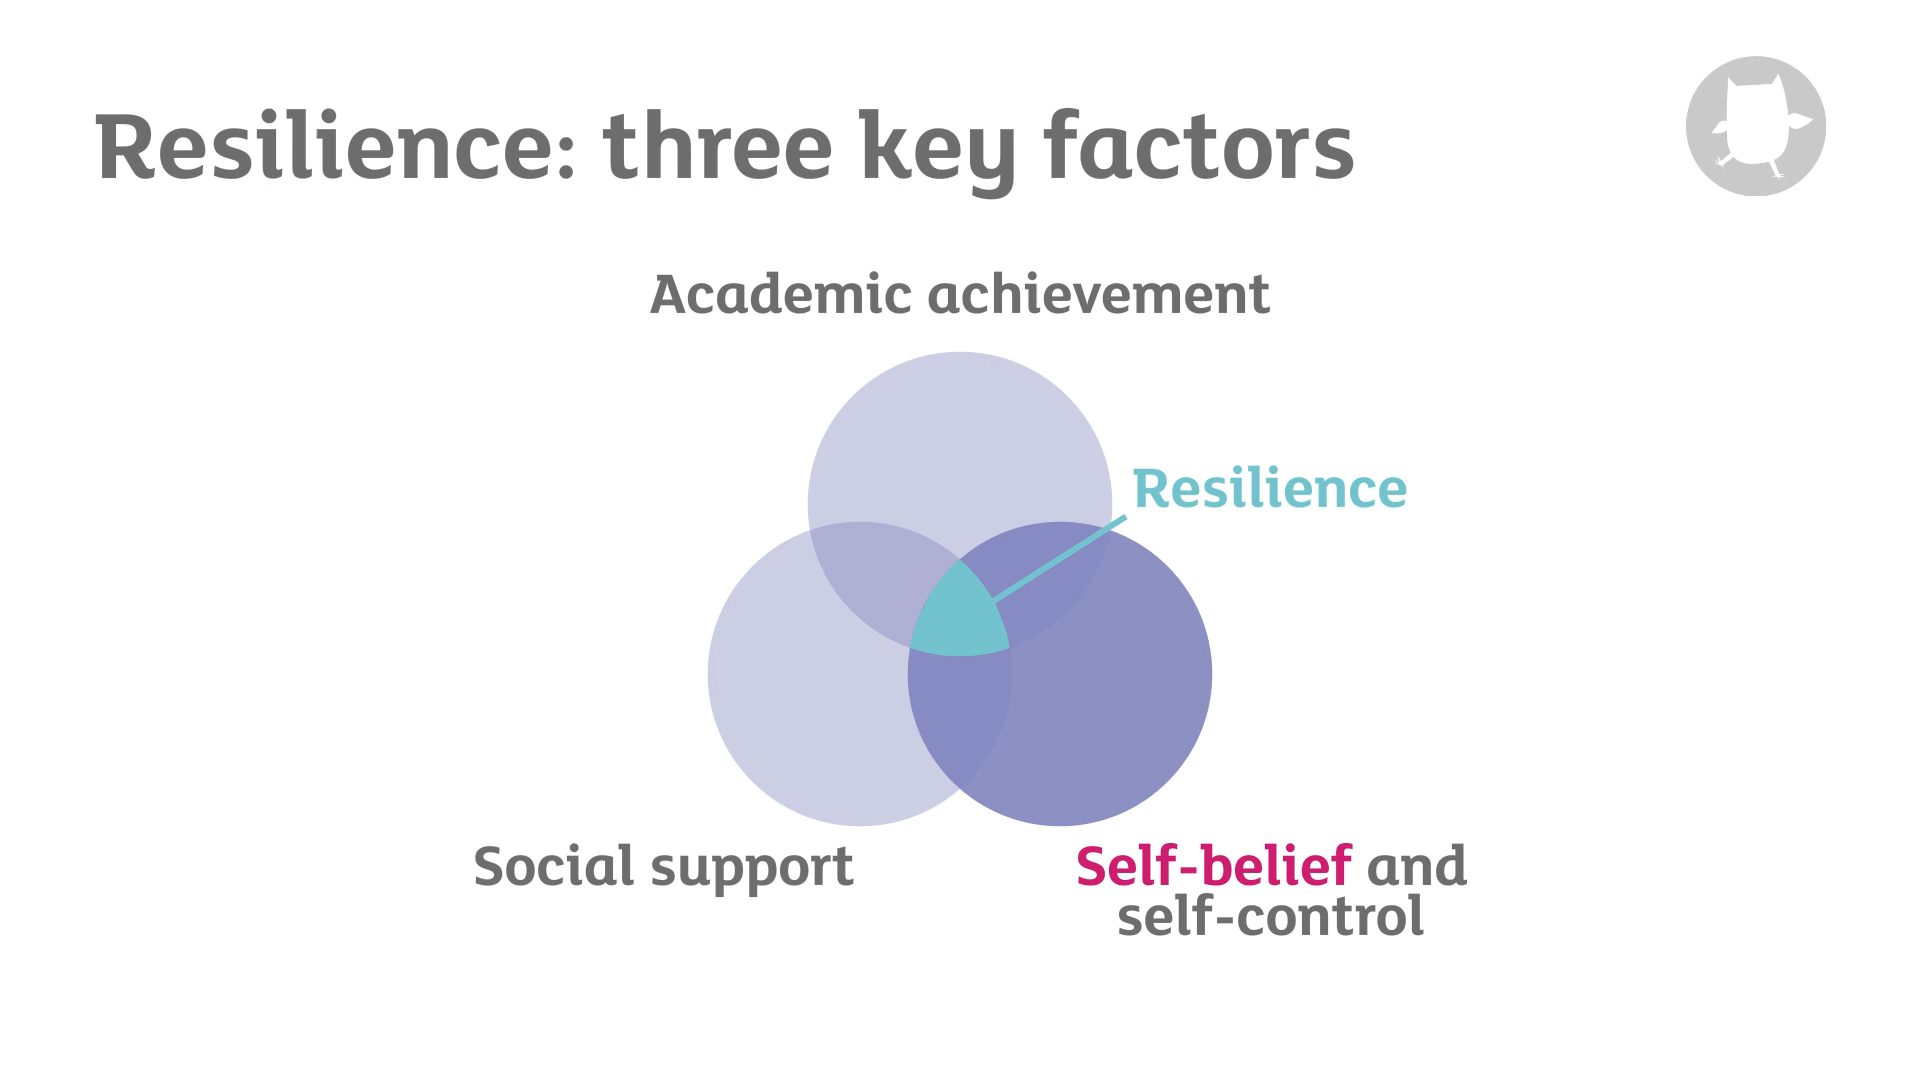 Resilience: three key factors
Academic achievement
Resilience
Social support
Self-belief and
self-control